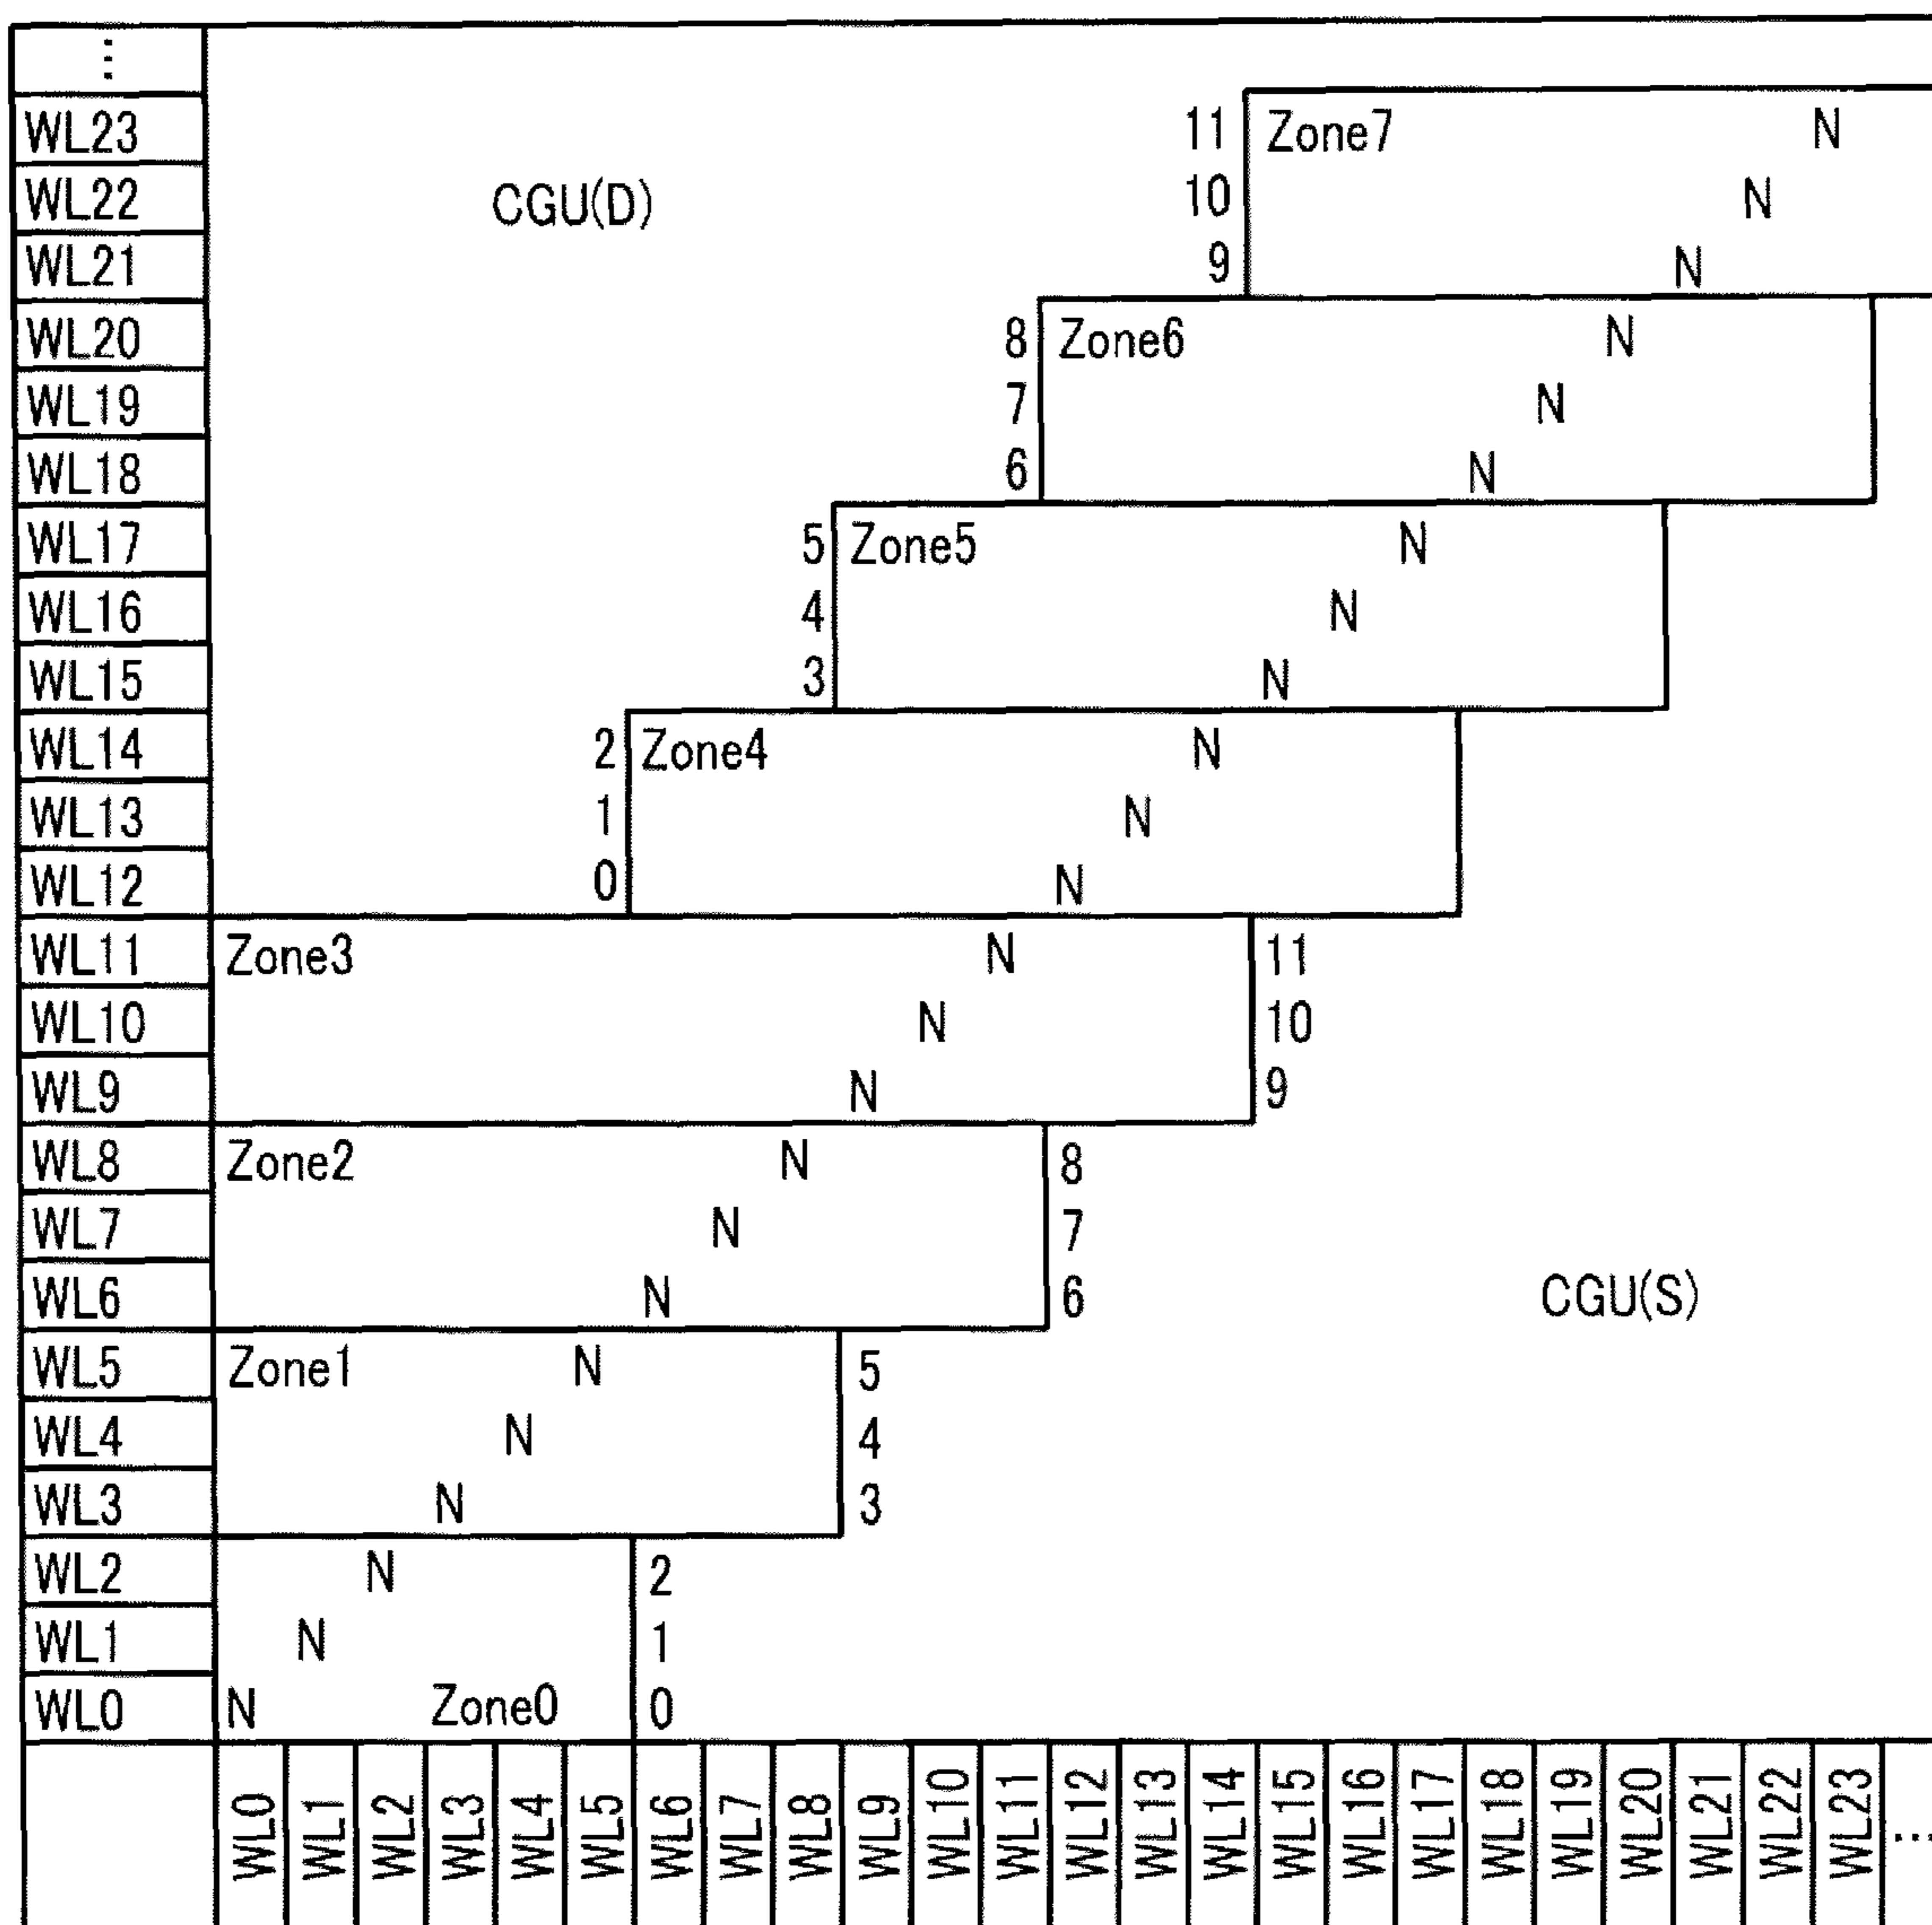 ⋮
WL23 11 Zone7 N
WL22 CGU(D) 10 N
WL21 9 N
WL20 8 Zone6 N
WL19 7 N
WL18 6 N
WL17 5 Zone5 N
WL16 4 N
WL15 3 N
WL14 2 Zone4 N
WL13 1 N
WL12 0 N
WL11 Zone3 N 11
WL10 N 10
WL9 N 9
WL8 Zone2 N 8
WL7 N 7
WL6 N 6 CGU(S)
WL5 Zone1 N 5
WL4 N 4
WL3 N 3
WL2 N 2
WL1 N 1
WL0 N Zone0 0
WL0 WL1 WL2 WL3 WL4 WL5 WL6 WL7 WL8 WL9 WL10 WL11 WL12 WL13 WL14 WL15 WL16 WL17 WL18 WL19 WL20 WL21 WL22 WL23 ...